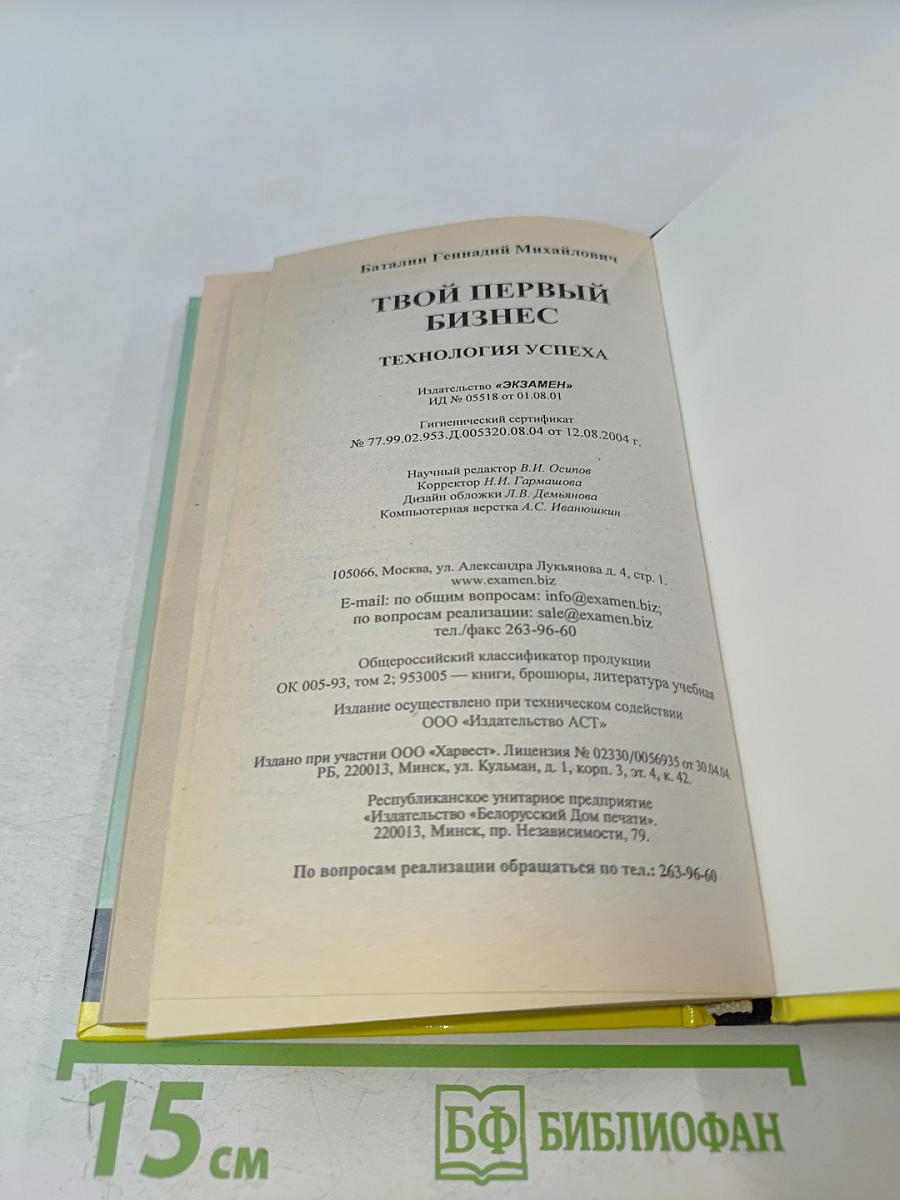 Баталин Геннадий Михайлович
ТВОЙ ПЕРВЫЙ
БИЗНЕС
ТЕХНОЛОГИЯ УСПЕХА
Издательство «ЭКЗАМЕН»
ИД № 05518 от 01.08.01
Гигиенический сертификат
№ 77.99.02.953.Д.005320.08.04 от 12.08.2004 г.
Научный редактор В.И. Осипов
Корректор Н.И. Гармашова
Дизайн обложки Л.В. Демьянова
Компьютерная верстка А.С. Иванюшкин
105066, Москва, ул. Александра Лукьянова д. 4, стр. 1.
www.examen.biz
E-mail: по общим вопросам: info@examen.biz;
по вопросам реализации: sale@examen.biz
тел./факс 263-96-60
Общероссийский классификатор продукции
ОК 005-93, том 2; 953005 — книги, брошюры, литература учебная
Издание осуществлено при техническом содействии
ООО «Издательство АСТ»
Издано при участии ООО «Харвест». Лицензия № 02330/0056935 от 30.04.04.
РБ, 220013, Минск, ул. Кульман, д. 1, корп. 3, эт. 4, к. 42.
Республиканское унитарное предприятие
«Издательство «Белорусский Дом печати».
220013, Минск, пр. Независимости, 79.
По вопросам реализации обращаться по тел.: 263-96-60
15 см
БФ БИБЛИОФАН